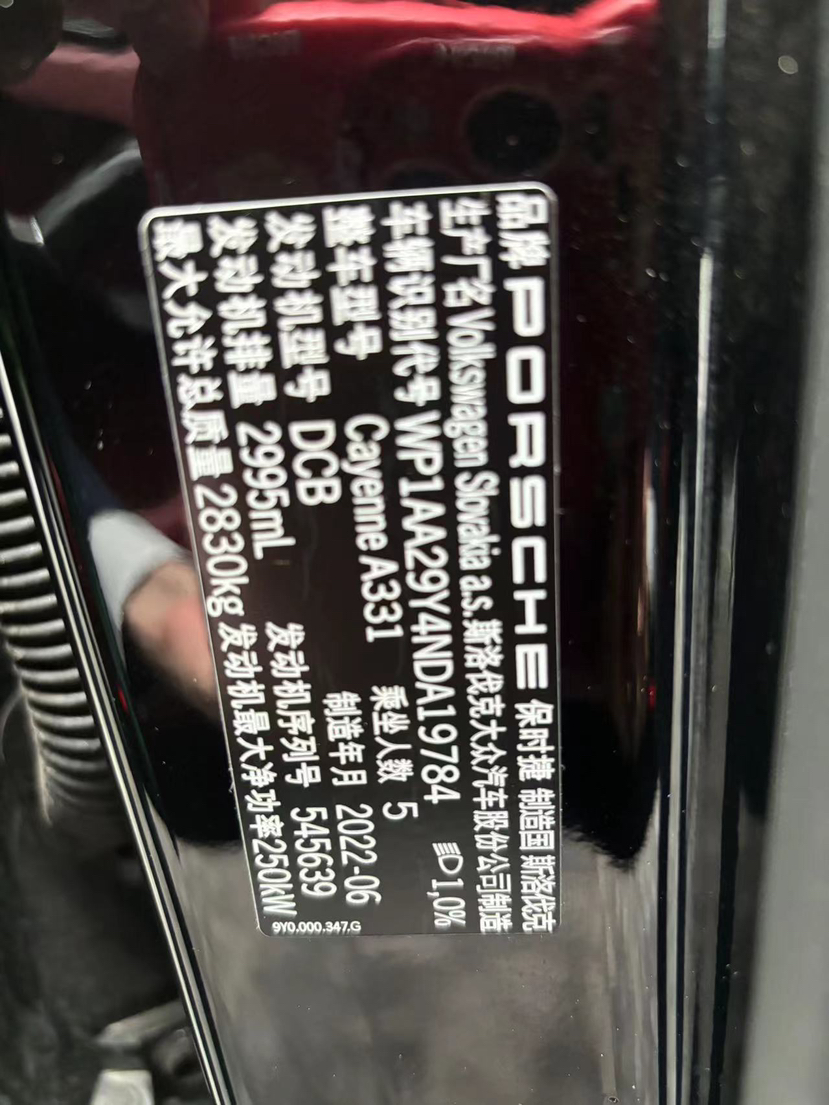 品牌 PORSCHE 保时捷 制造国 斯洛伐克
生产厂名 Volkswagen Slovakia a.s.斯洛伐克大众汽车股份公司制造
车辆识别代号 WP1AA29Y4NDA19784 1,0%
整车型号 Cayenne A331 乘坐人数 5
发动机型号 DCB 制造年月 2022-06
发动机排量 2995mL 发动机序列号 545639
最大允许总质量 2830kg 发动机最大净功率250kW
9Y0.000.347.G